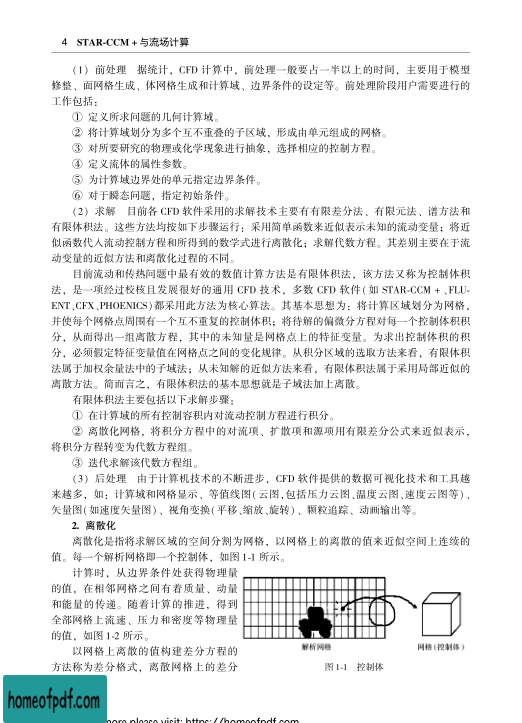 4 STAR-CCM + 与流场计算
(1) 前处理 据统计，CFD 计算中，前处理一般要占一半以上的时间，主要用于模型
修整、面网格生成、体网格生成和计算域、边界条件的设定等。前处理阶段用户需要进行的
工作包括：
① 定义所求问题的几何计算域。
② 将计算域划分为多个互不重叠的子区域，形成由单元组成的网格。
③ 对所要研究的物理或化学现象进行抽象，选择相应的控制方程。
④ 定义流体的属性参数。
⑤ 为计算域边界处的单元指定边界条件。
⑥ 对于瞬态问题，指定初始条件。
(2) 求解 目前各 CFD 软件采用的求解技术主要有有限差分法、有限元法、谱方法和
有限体积法。这些方法均按如下步骤运行：采用简单函数来近似表示未知的流动变量；将近
似函数代入流动控制方程和所得到的数学式进行离散化；求解代数方程。其差别主要在于流
动变量的近似方法和离散化过程的不同。
目前流动和传热问题中最有效的数值计算方法是有限体积法，该方法又称为控制体积
法，是一项经过校核且发展很好的通用 CFD 技术，多数 CFD 软件(如 STAR-CCM +、FLU-
ENT、CFX、PHOENICS)都采用此方法为核心算法。其基本思想为：将计算区域划分为网格，
并使每个网格点周围有一个互不重复的控制体积；将待解的偏微分方程对每一个控制体积积
分，从而得出一组离散方程，其中的未知量是网格点上的特征变量。为求出控制体积的积
分，必须假定特征变量值在网格点之间的变化规律。从积分区域的选取方法来看，有限体积
法属于加权余量法中的子域法；从未知解的近似方法来看，有限体积法属于采用局部近似的
离散方法。简而言之，有限体积法的基本思想就是子域法加上离散。
有限体积法主要包括以下求解步骤：
① 在计算域的所有控制容积内对流动控制方程进行积分。
② 离散化网格，将积分方程中的对流项、扩散项和源项用有限差分公式来近似表示，
将积分方程转变为代数方程组。
③ 迭代求解该代数方程组。
(3) 后处理 由于计算机技术的不断进步，CFD 软件提供的数据可视化技术和工具越
来越多，如：计算域和网格显示、等值线图(云图,包括压力云图、温度云图、速度云图等)、
矢量图(如速度矢量图)、视角变换(平移、缩放、旋转)、颗粒追踪、动画输出等。
2. 离散化
离散化是指将求解区域的空间分割为网格，以网格上的离散的值来近似空间上连续的
值。每一个解析网格即一个控制体，如图 1-1 所示。
计算时，从边界条件处获得物理量
的值，在相邻网格之间有着质量、动量
和能量的传递。随着计算的推进，得到
全部网格上流速、压力和密度等物理量
的值，如图 1-2 所示。
以网格上离散的值构建差分方程的
方法称为差分格式，离散网格上的差分
解析网格
网格(控制体)
图 1-1 控制体
homeofpdf.com
more please visit: https://homeofpdf.com